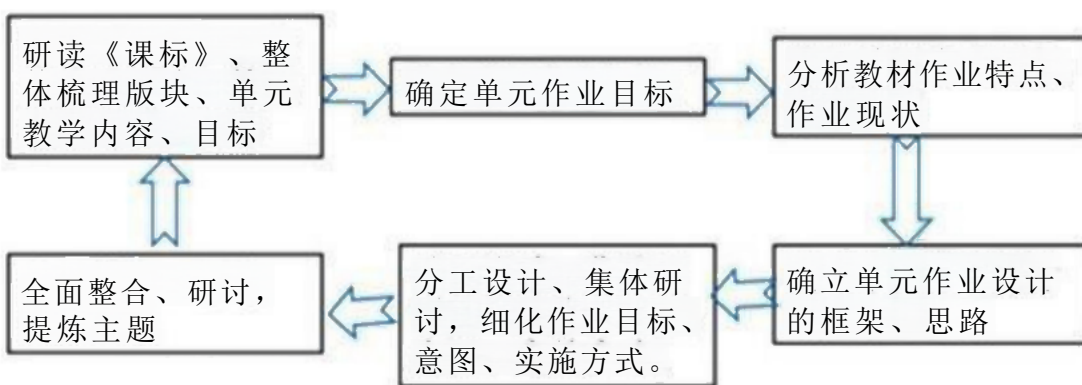 研读《课标》、整
体梳理版块、单元
教学内容、目标
确定单元作业目标
分析教材作业特点、
作业现状
确立单元作业设计
的框架、思路
分工设计、集体研
讨，细化作业目标、
意图、实施方式。
全面整合、研讨，
提炼主题